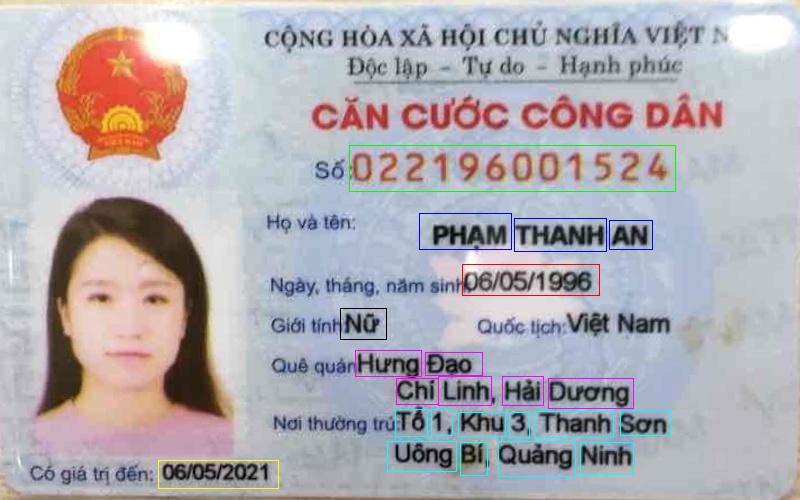 CỘNG HÒA XÃ HỘI CHỦ NGHĨA VIỆT
Độc lập - Tự do - Hạnh phúc
CĂN CƯỚC CÔNG DÂN
Số 022196001524
Họ và tên: PHẠM THANH AN
Ngày, tháng, năm sinh 06/05/1996
Giới tính Nữ Quốc tịch: Việt Nam
Quê quán Hưng Đạo
Chí Linh, Hải Dương
Nơi thường trú Tổ 1, Khu 3, Thanh Sơn
Uông Bí, Quảng Ninh
Có giá trị đến: 06/05/2021